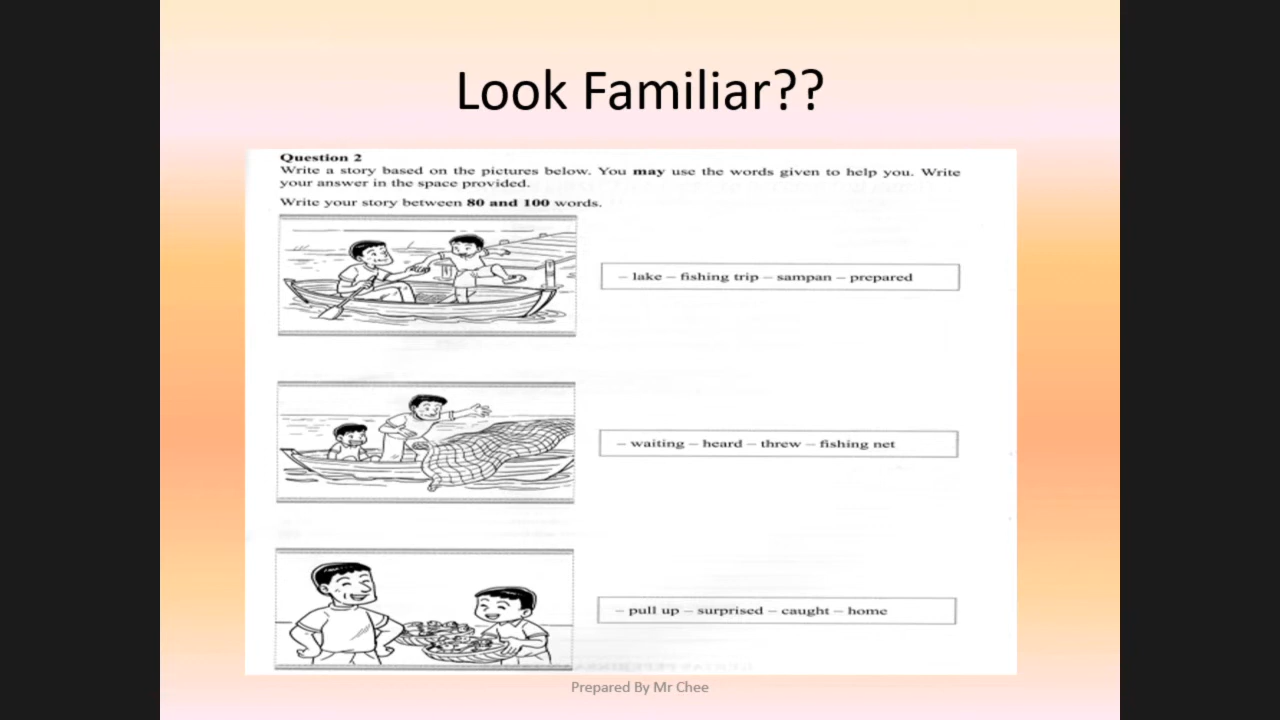 Look Familiar??
Question 2
Write a story based on the pictures below. You may use the words given to help you. Write
your answer in the space provided.
Write your story between 80 and 100 words.
– lake – fishing trip – sampan – prepared
– waiting – heard – threw – fishing net
– pull up – surprised – caught – home
Prepared By Mr Chee